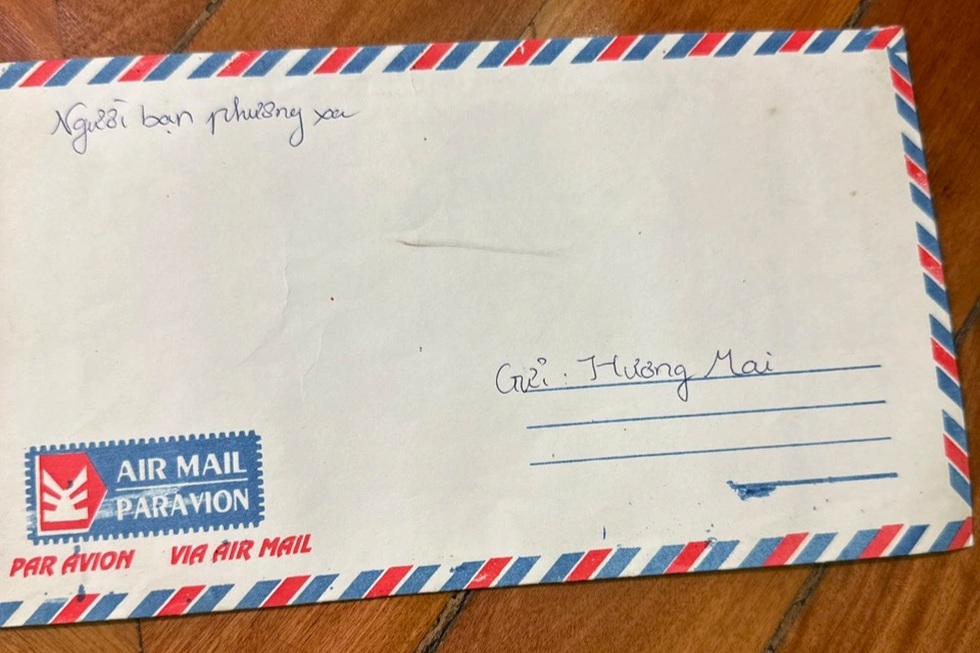 Người bạn phương xa
Gửi: Hương Mai
AIR MAIL
PAR AVION
PAR AVION VIA AIR MAIL